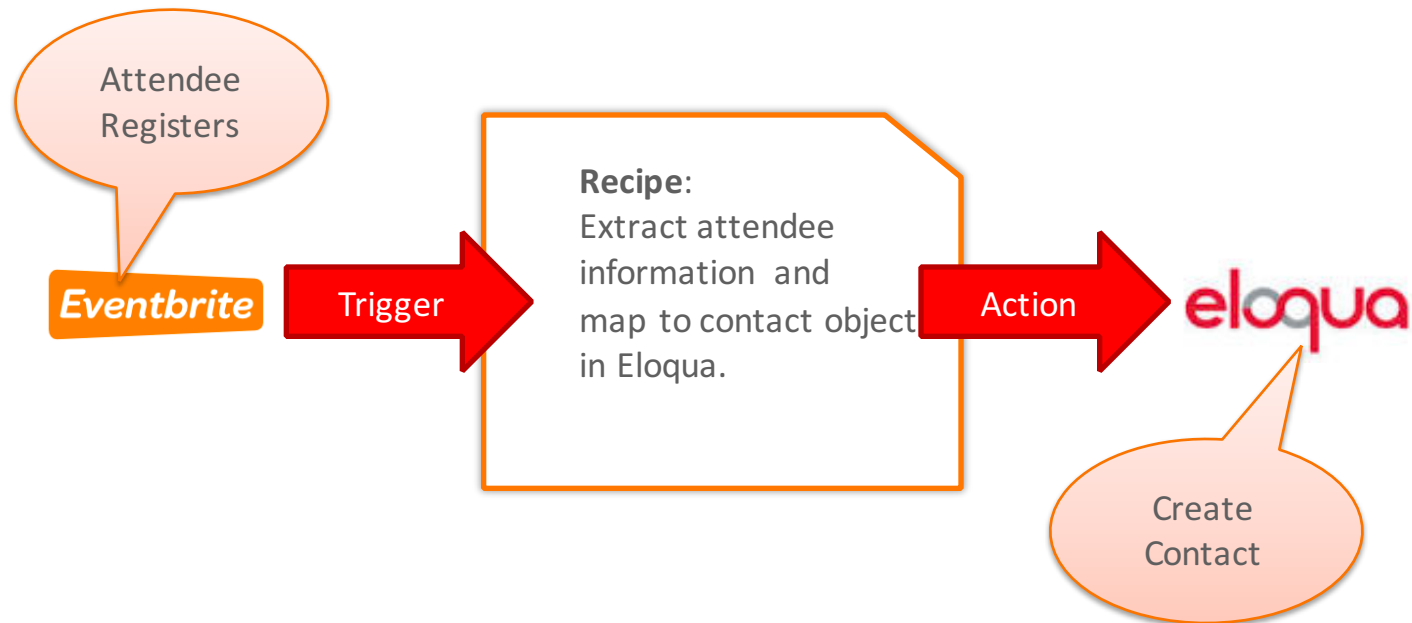 Attendee
Registers
Eventbrite
Trigger
Recipe:
Extract attendee
information and
map to contact object
in Eloqua.
Action
eloqua
Create
Contact